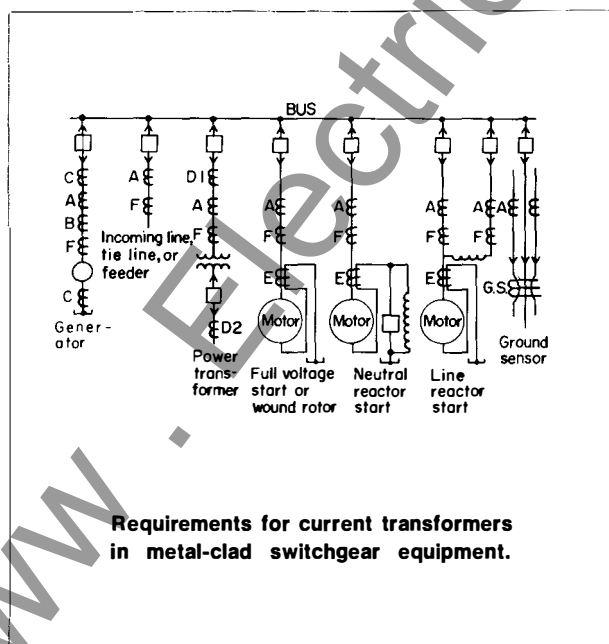 BUS
C
A
B
F
C
Gener-
ator
A
F
Incoming line,
tie line, or
feeder
D1
A
F
D2
Power
trans-
former
A
F
E
Motor
Full voltage
start or
wound rotor
A
F
E
Motor
Neutral
reactor
start
A
F
E
Motor
Line
reactor
start
A
F
A
G.S.
Ground
sensor
Requirements for current transformers
in metal-clad switchgear equipment.
www . Electric